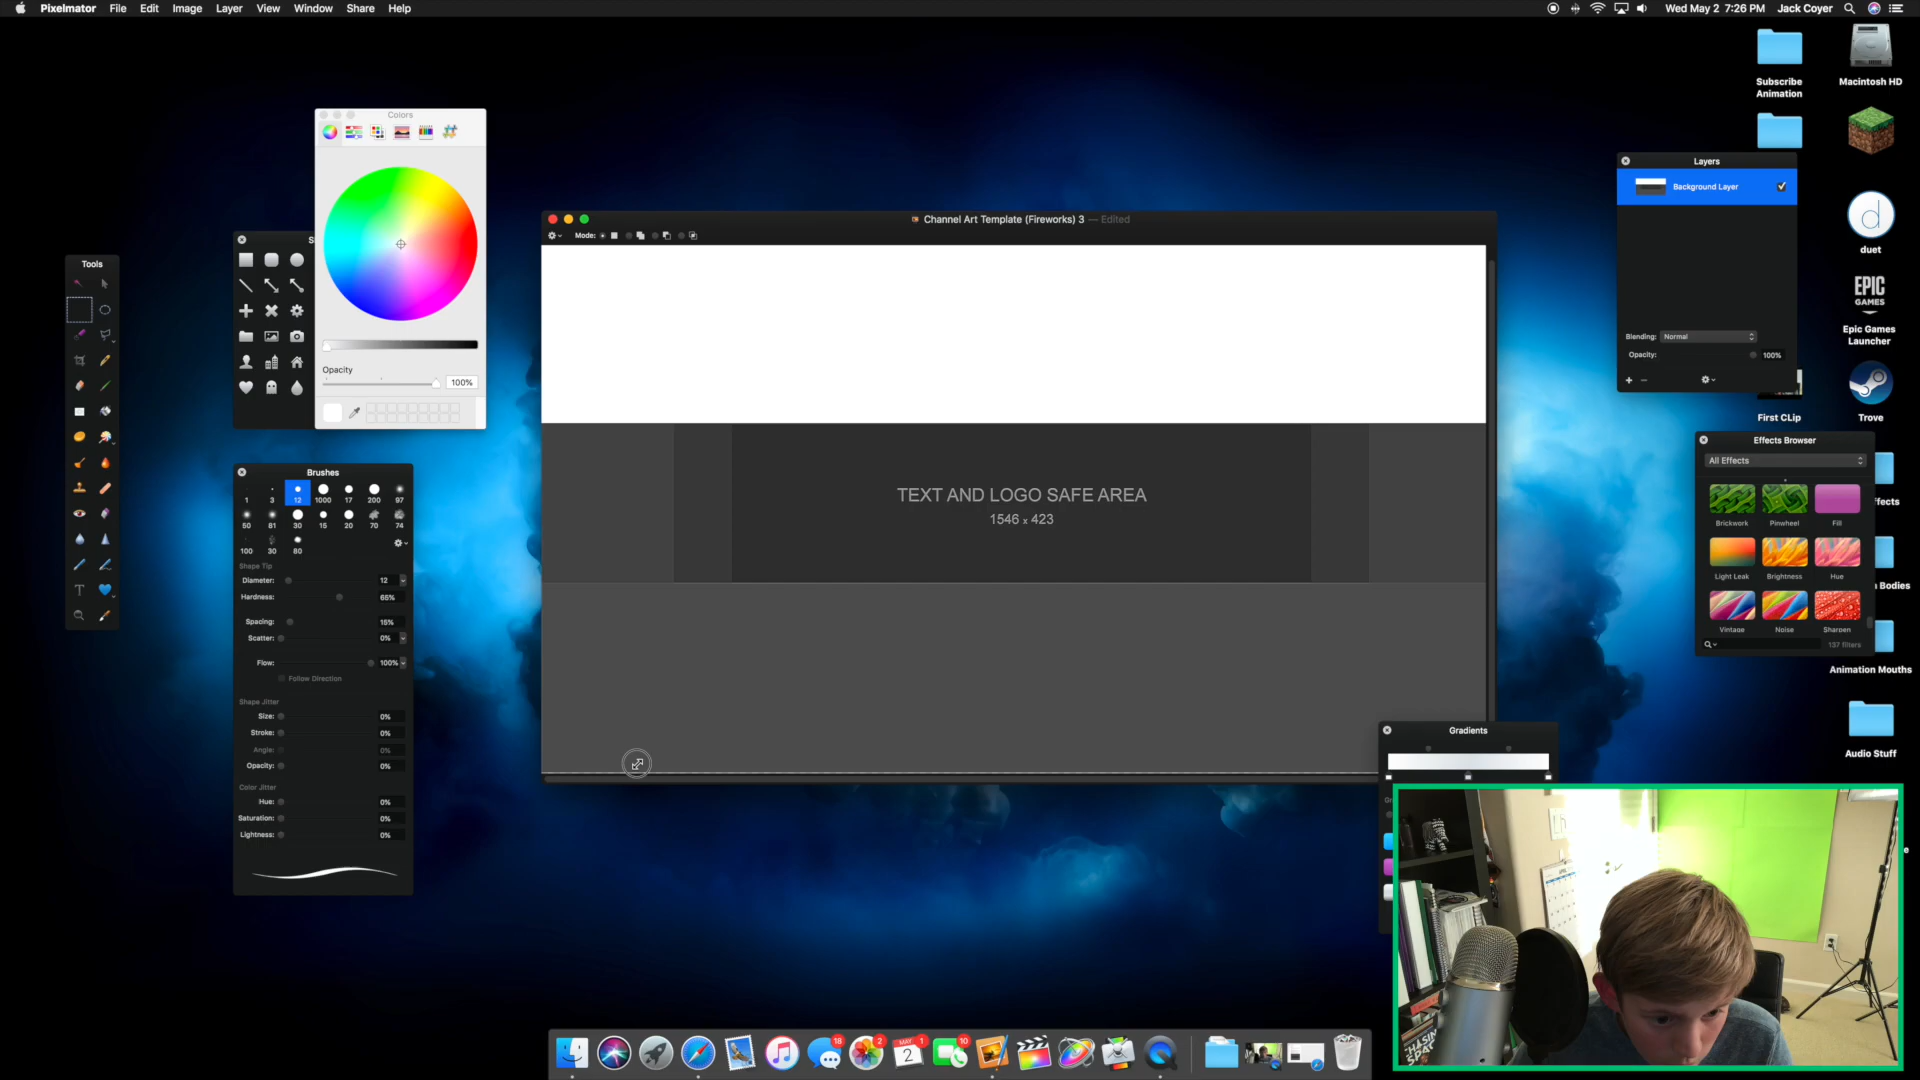 Pixelmator File Edit Image Layer View Window Share Help
Wed May 2 7:26 PM Jack Coyer
Subscribe
Animation
Macintosh HD
duet
EPIC
GAMES
Epic Games
Launcher
First CLip
Trove
Animation Mouths
Audio Stuff
Colors
Opacity
100%
Tools
T
Brushes
1 3 12 1000 17 200 97
50 81 30 15 20 70 74
100 30 80
Shape Tip
Diameter: 12
Hardness: 66%
Spacing: 15%
Scatter: 0%
Flow: 100%
Follow Direction
Shape Jitter
Size: 0%
Stroke: 0%
Angle: 0%
Opacity: 0%
Color Jitter
Hue: 0%
Saturation: 0%
Lightness: 0%
Channel Art Template (Fireworks) 3 — Edited
Mode:
TEXT AND LOGO SAFE AREA
1546 x 423
Layers
Background Layer
Blending: Normal
Opacity: 100%
Effects Browser
All Effects
Brickwork Pinwheel Fill
Light Leak Brightness Hue
Vintage Noise Sharpen
137 filters
Gradients
18 2 MAY 1 2 10